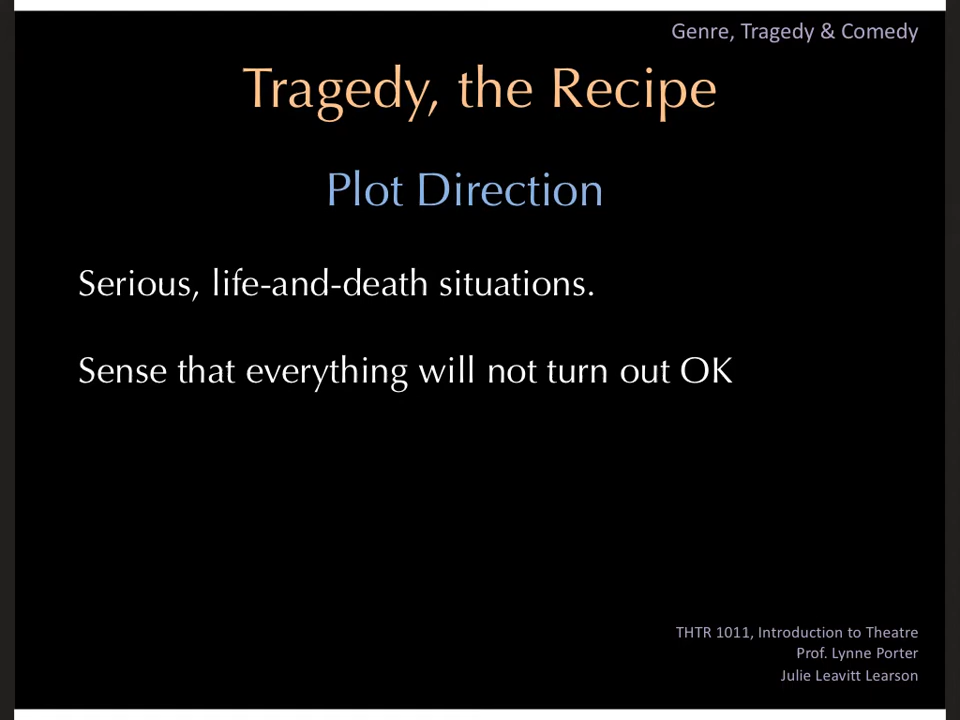 Genre, Tragedy & Comedy
Tragedy, the Recipe
Plot Direction
Serious, life-and-death situations.
Sense that everything will not turn out OK
THTR 1011, Introduction to Theatre
Prof. Lynne Porter
Julie Leavitt Learson